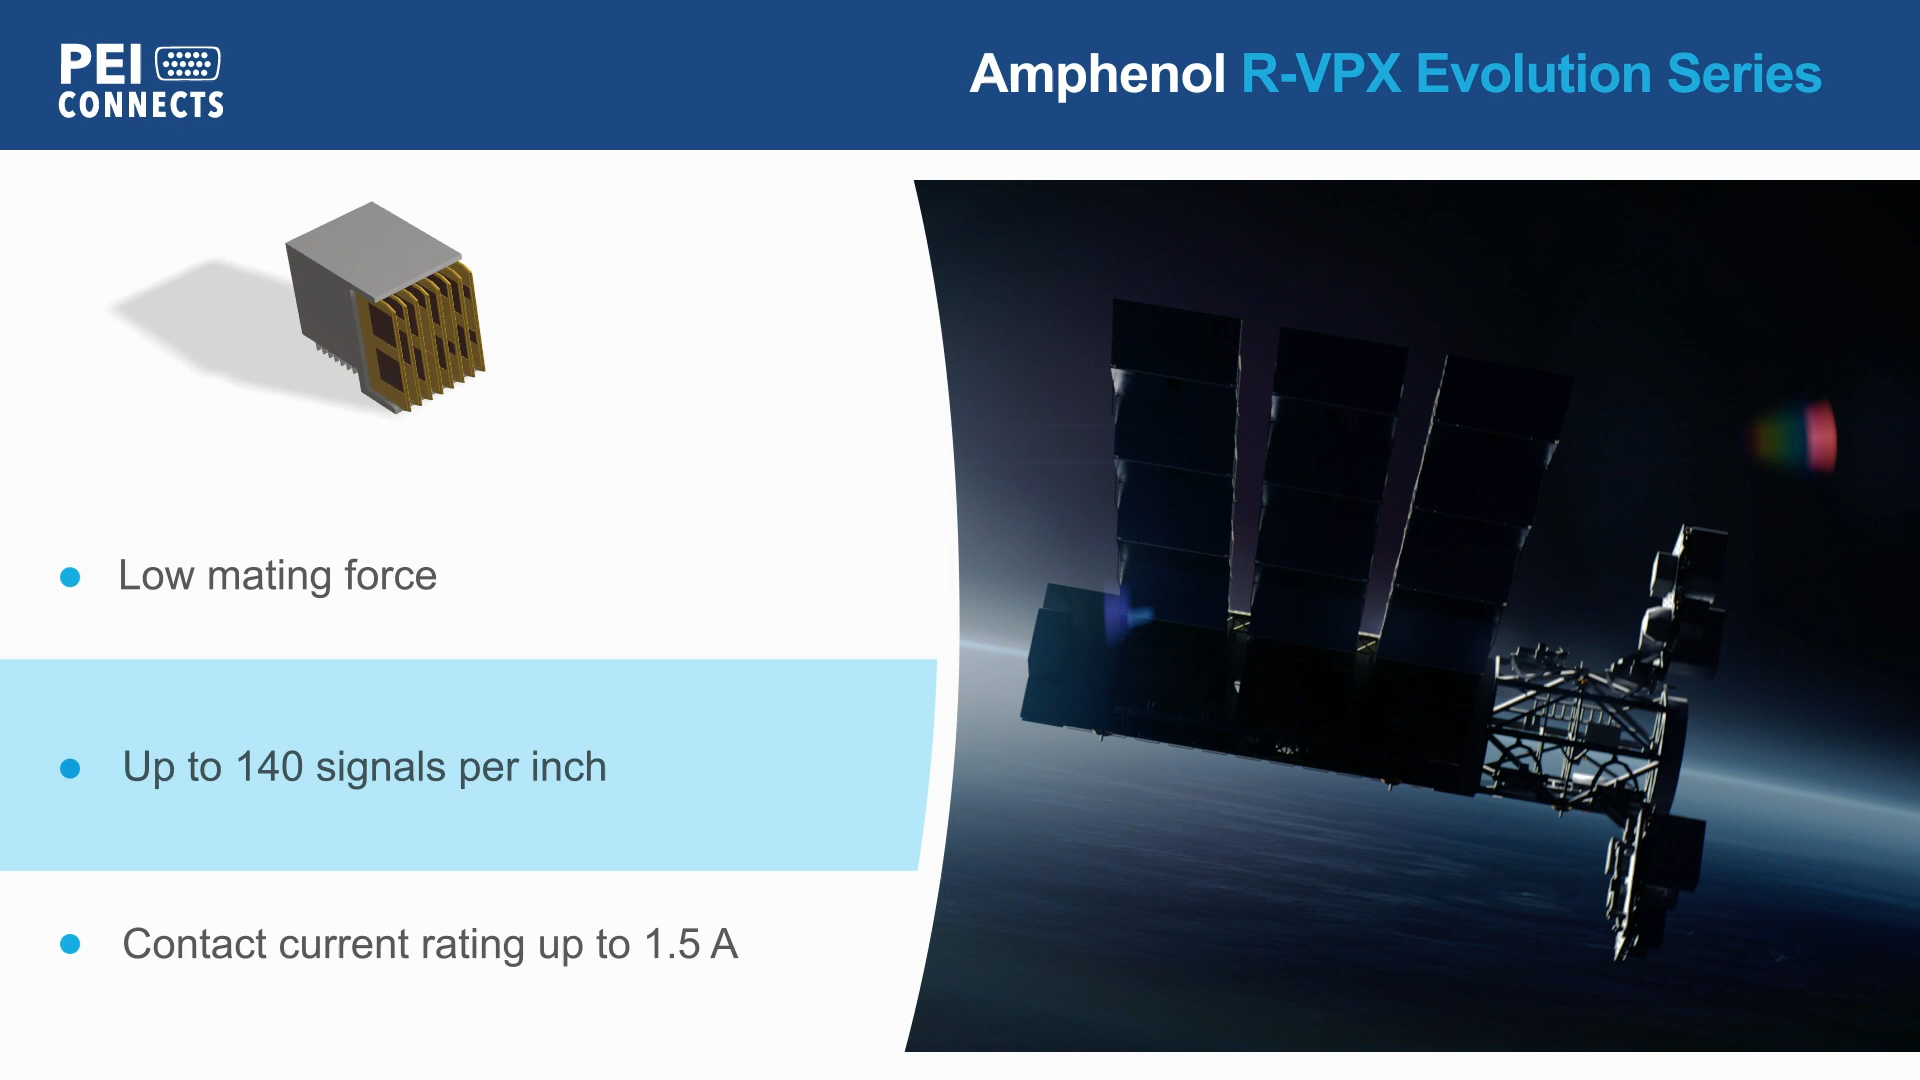 PEI
CONNECTS
Amphenol R-VPX Evolution Series
Low mating force
Up to 140 signals per inch
Contact current rating up to 1.5 A